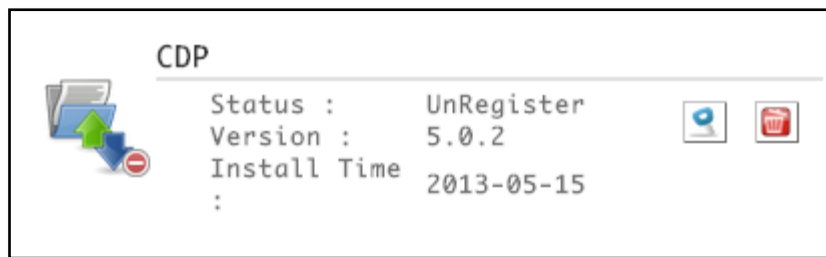 CDP
Status : UnRegister
Version : 5.0.2
Install Time : 2013-05-15